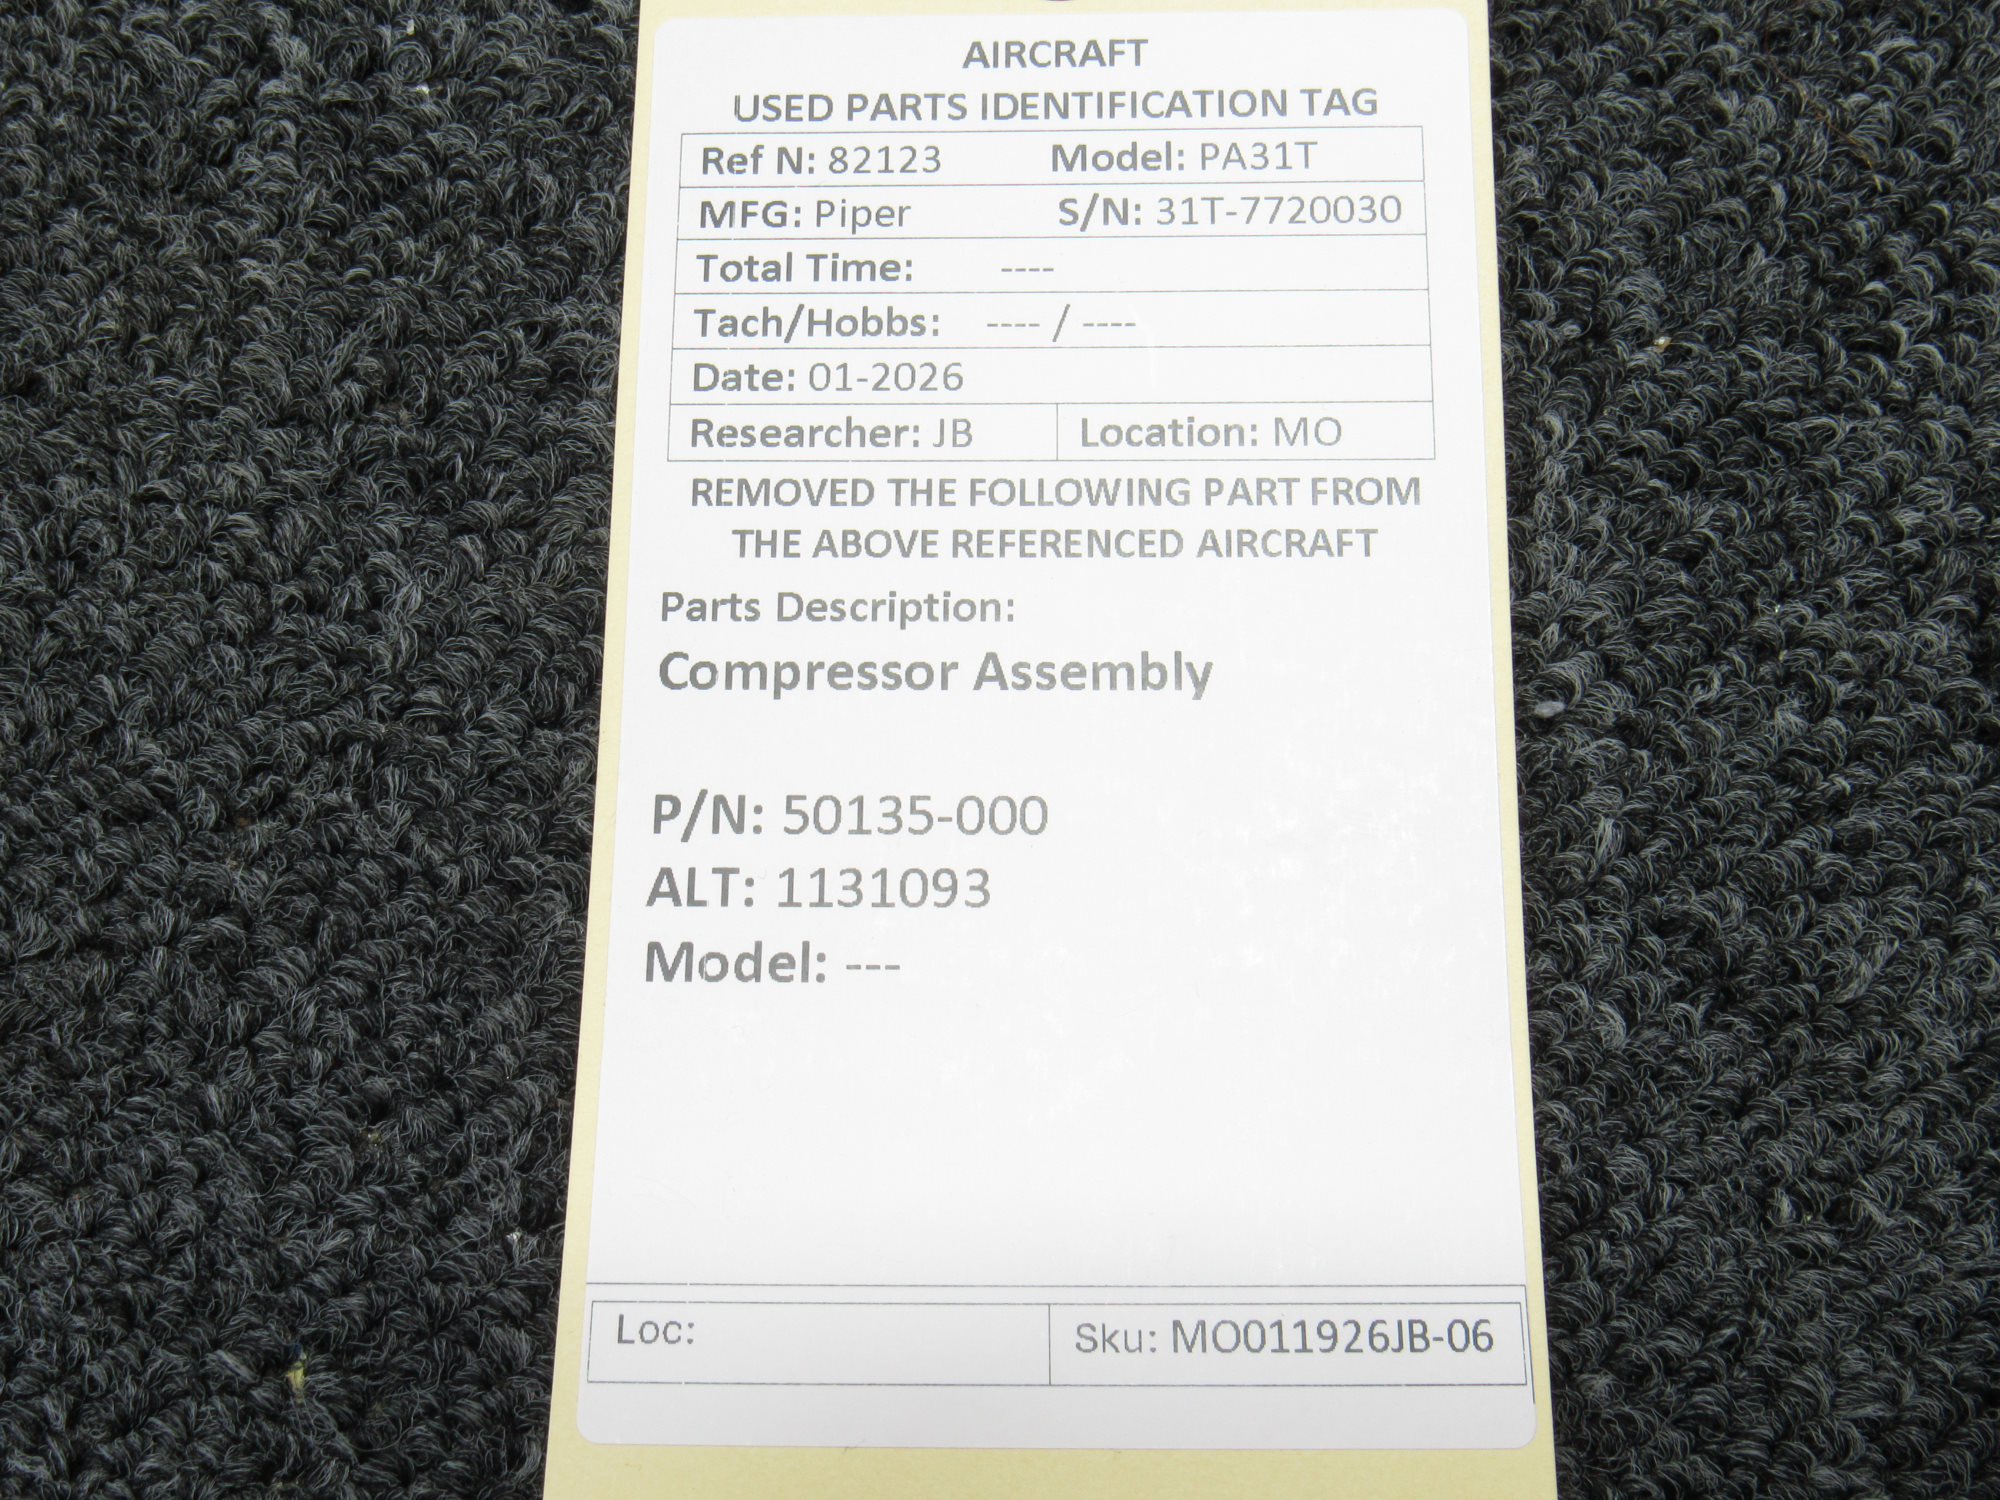 AIRCRAFT
USED PARTS IDENTIFICATION TAG
Ref N: 82123 Model: PA31T
MFG: Piper S/N: 31T-7720030
Total Time: ----
Tach/Hobbs: ---- / ----
Date: 01-2026
Researcher: JB Location: MO
REMOVED THE FOLLOWING PART FROM
THE ABOVE REFERENCED AIRCRAFT
Parts Description:
Compressor Assembly
P/N: 50135-000
ALT: 1131093
Model: ---
Loc: Sku: MO011926JB-06